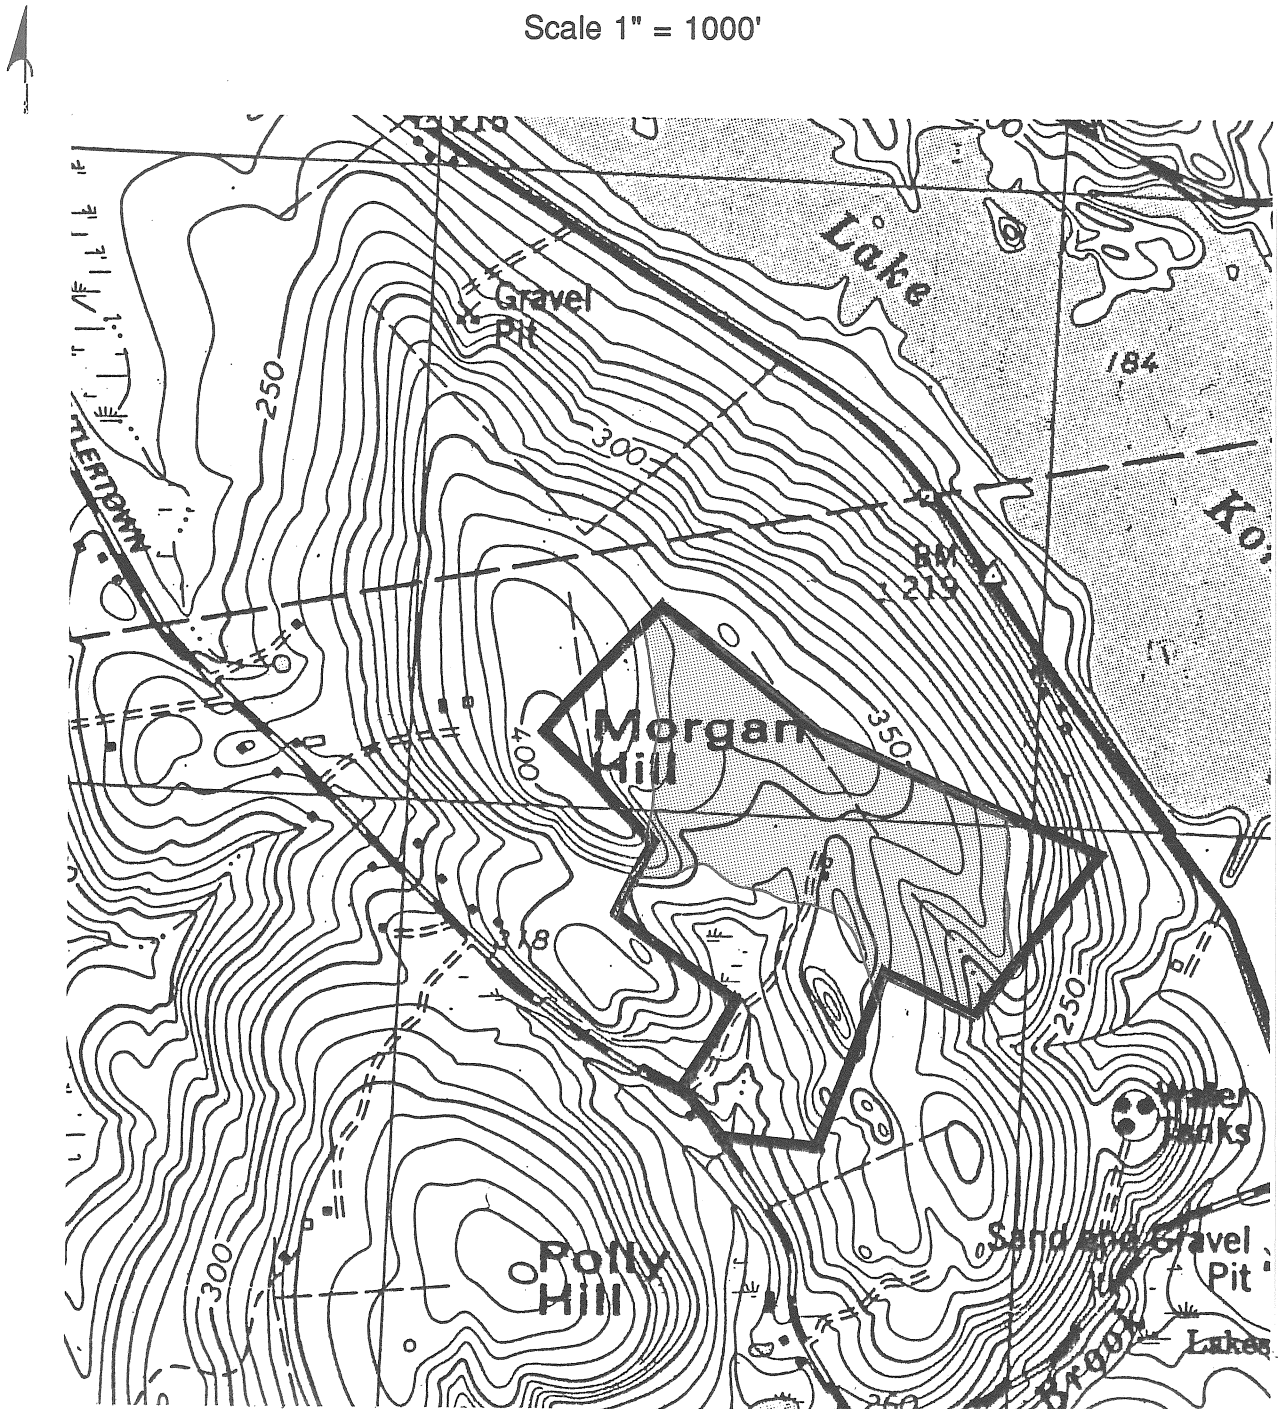 Scale 1" = 1000'
Lake
Gravel
Pit
184
250
300
BM
219
350
Morgan
Hill
400
318
250
Water
Tanks
Sand and Gravel
Pit
Polly
Hill
300
Lakes
Brook
260